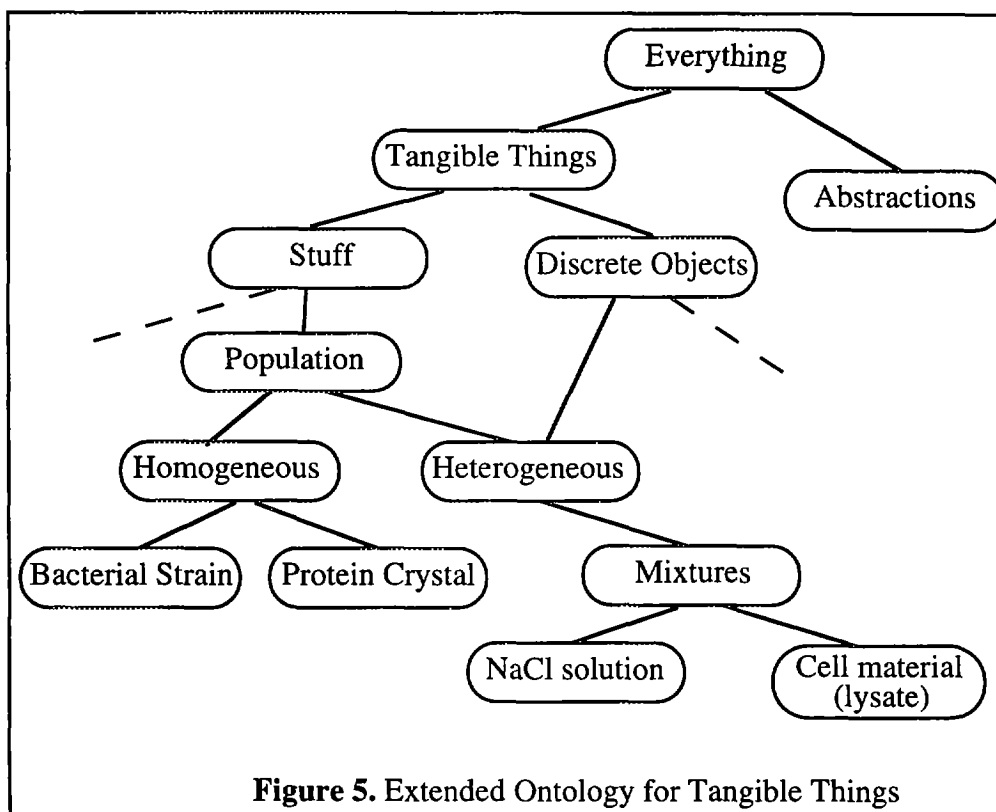 Everything
Tangible Things
Abstractions
Stuff
Discrete Objects
Population
Homogeneous
Heterogeneous
Bacterial Strain
Protein Crystal
Mixtures
NaCl solution
Cell material
(lysate)
Figure 5. Extended Ontology for Tangible Things